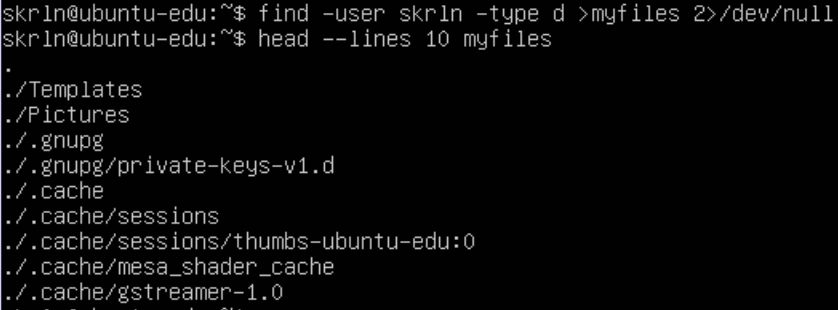 skrln@ubuntu-edu:~$ find -user skrln -type d >myfiles 2>/dev/null
skrln@ubuntu-edu:~$ head --lines 10 myfiles
.
./Templates
./Pictures
./.gnupg
./.gnupg/private-keys-v1.d
./.cache
./.cache/sessions
./.cache/sessions/thumbs-ubuntu-edu:0
./.cache/mesa_shader_cache
./.cache/gstreamer-1.0